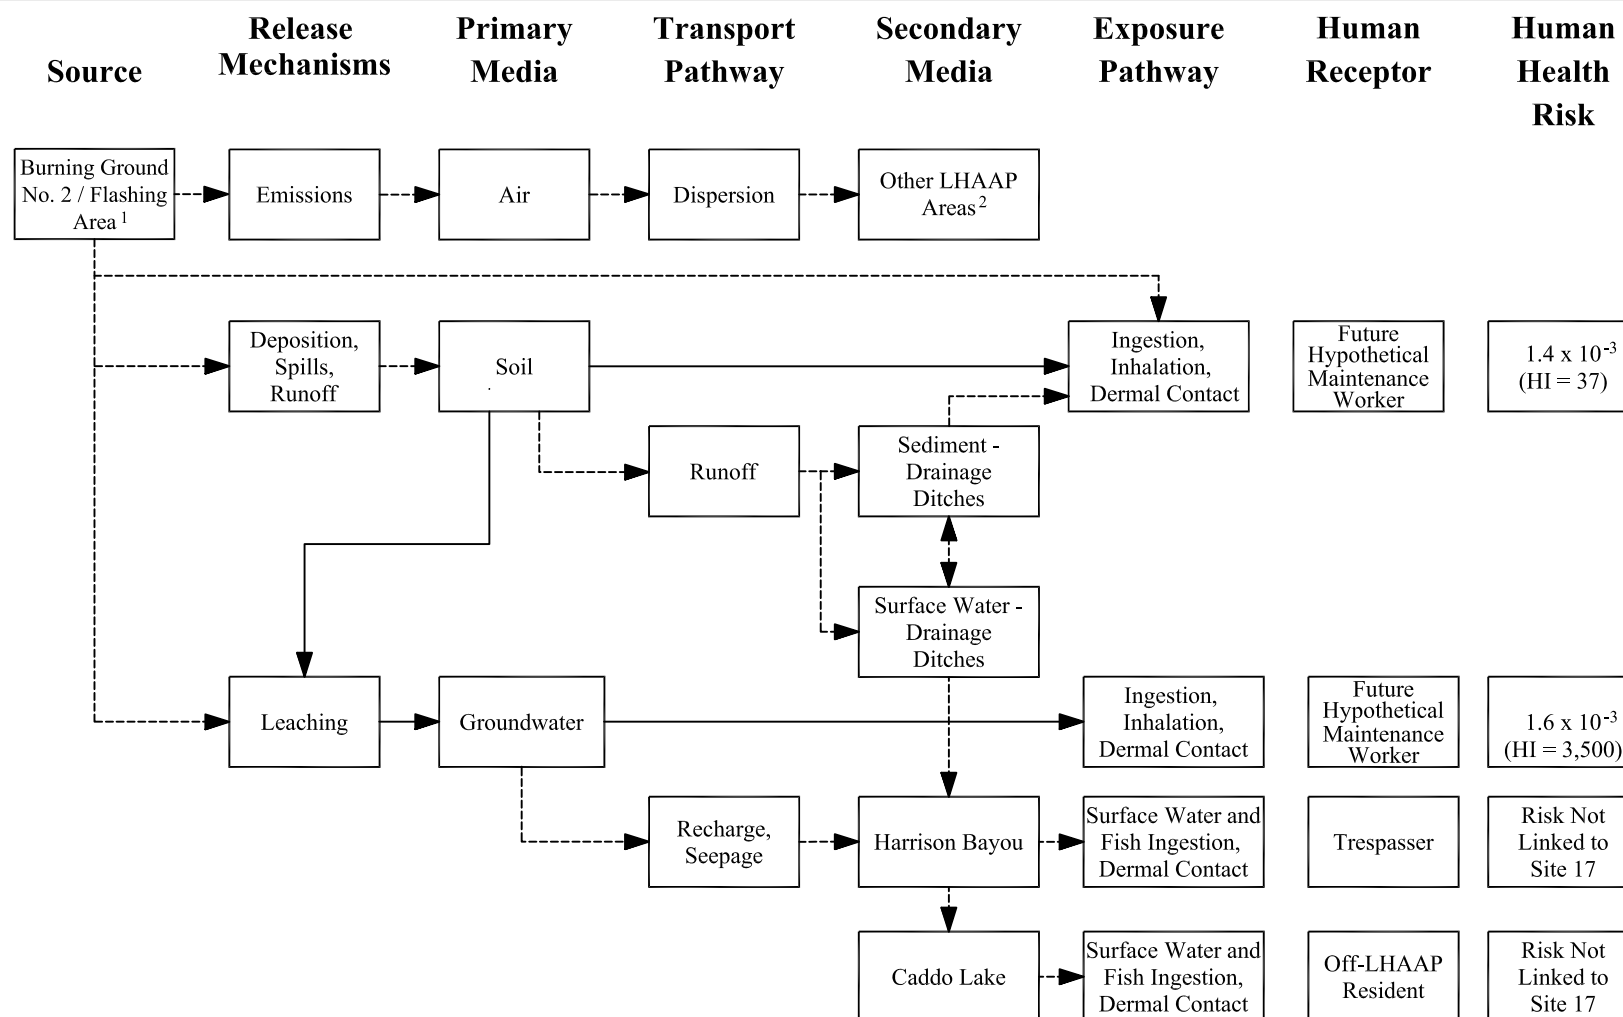 Source
Release
Mechanisms
Primary
Media
Transport
Pathway
Secondary
Media
Exposure
Pathway
Human
Receptor
Human
Health
Risk
Burning Ground
No. 2 / Flashing
Area 1
Emissions
Air
Dispersion
Other LHAAP
Areas 2
Deposition,
Spills,
Runoff
Soil
Ingestion,
Inhalation,
Dermal Contact
Future
Hypothetical
Maintenance
Worker
1.4 x 10 -3
(HI = 37)
Runoff
Sediment -
Drainage
Ditches
Surface Water -
Drainage
Ditches
Leaching
Groundwater
Ingestion,
Inhalation,
Dermal Contact
Future
Hypothetical
Maintenance
Worker
1.6 x 10 -3
(HI = 3,500)
Recharge,
Seepage
Harrison Bayou
Surface Water and
Fish Ingestion,
Dermal Contact
Trespasser
Risk Not
Linked to
Site 17
Caddo Lake
Surface Water and
Fish Ingestion,
Dermal Contact
Off-LHAAP
Resident
Risk Not
Linked to
Site 17